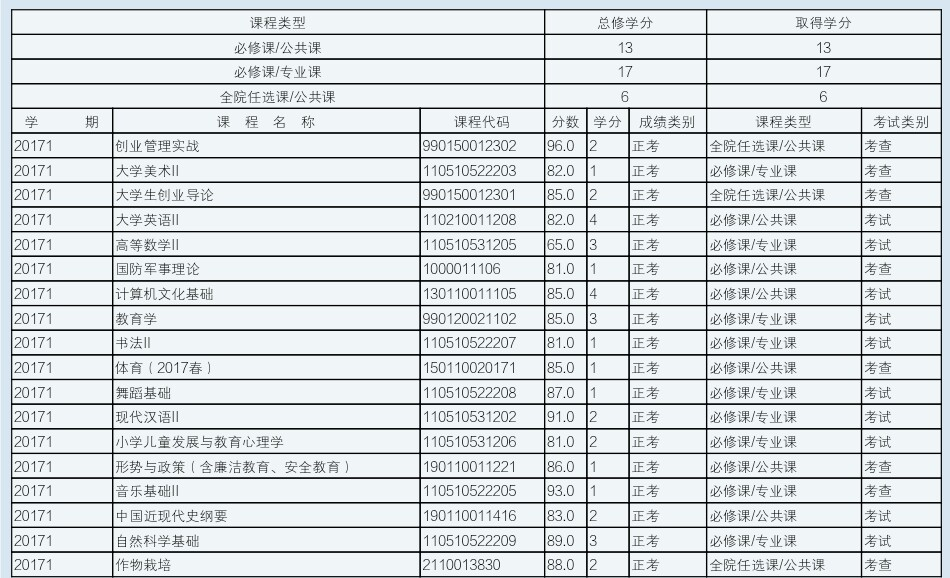 课程类型 总修学分 取得学分
必修课/公共课 13 13
必修课/专业课 17 17
全院任选课/公共课 6 6
学 期 课 程 名 称 课程代码 分数 学分 成绩类别 课程类型 考试类别
20171 创业管理实战 990150012302 96.0 2 正考 全院任选课/公共课 考查
20171 大学美术II 110510522203 82.0 1 正考 必修课/专业课 考查
20171 大学生创业导论 990150012301 85.0 2 正考 全院任选课/公共课 考查
20171 大学英语II 110210011208 82.0 4 正考 必修课/公共课 考试
20171 高等数学II 110510531205 65.0 3 正考 必修课/专业课 考试
20171 国防军事理论 1000011106 81.0 1 正考 必修课/公共课 考查
20171 计算机文化基础 130110011105 85.0 4 正考 必修课/公共课 考试
20171 教育学 990120021102 85.0 3 正考 必修课/专业课 考试
20171 书法II 110510522207 81.0 1 正考 必修课/专业课 考试
20171 体育（2017春） 150110020171 85.0 1 正考 必修课/公共课 考查
20171 舞蹈基础 110510522208 87.0 1 正考 必修课/专业课 考试
20171 现代汉语II 110510531202 91.0 2 正考 必修课/专业课 考试
20171 小学儿童发展与教育心理学 110510531206 81.0 2 正考 必修课/专业课 考试
20171 形势与政策（含廉洁教育、安全教育） 190110011221 86.0 1 正考 必修课/公共课 考查
20171 音乐基础II 110510522205 93.0 1 正考 必修课/专业课 考查
20171 中国近现代史纲要 190110011416 83.0 2 正考 必修课/公共课 考试
20171 自然科学基础 110510522209 89.0 3 正考 必修课/专业课 考试
20171 作物栽培 2110013830 88.0 2 正考 全院任选课/公共课 考查